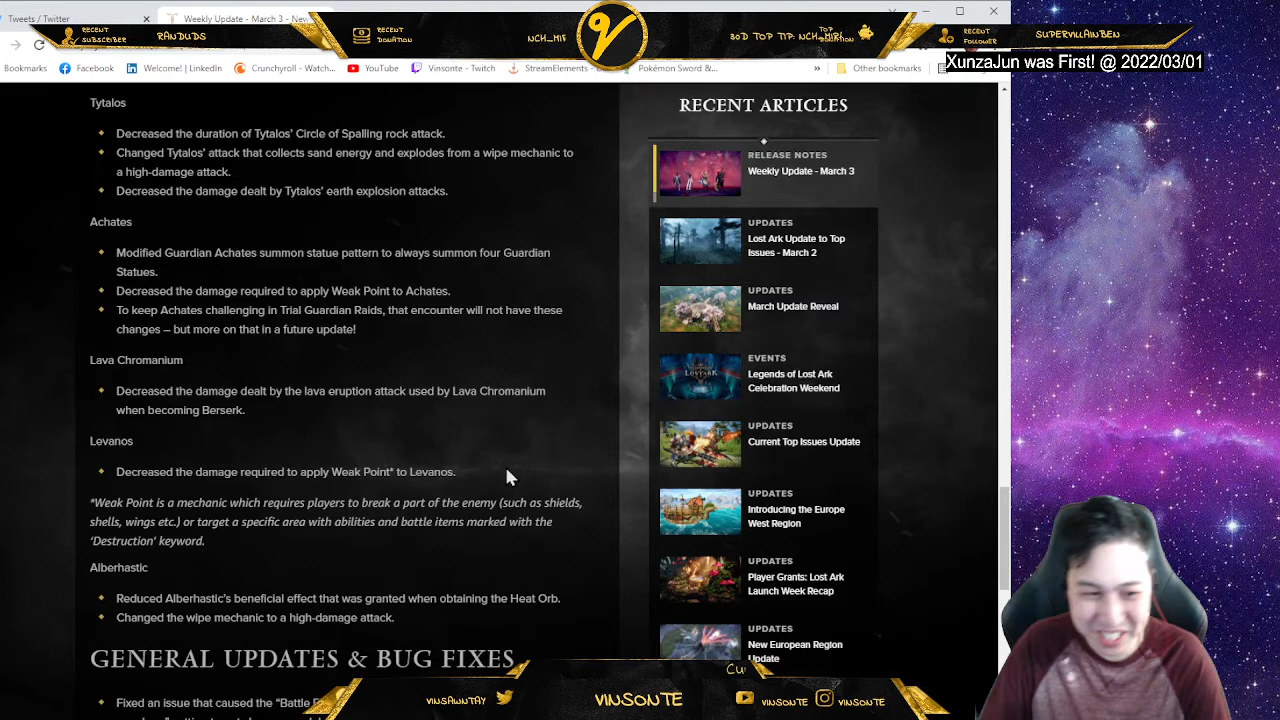 Tweets / Twitter
Weekly Update - March 3 - New
RECENT
SUBSCRIBER
RANDUDS
RECENT
DONATION
NCH_MIF
30D TOP TIP: NCH_MIF
TOP
RECENT
FOLLOWER
SUPERVILLAINBEN
XunzaJun was First! @ 2022/03/01
Bookmarks
Facebook
Welcome! | LinkedIn
Crunchyroll - Watch...
YouTube
Vinsonte - Twitch
Pokémon Sword &...
»
Other bookmarks
Tytalos
Decreased the duration of Tytalos' Circle of Spalling rock attack.
Changed Tytalos' attack that collects sand energy and explodes from a wipe mechanic to
a high-damage attack.
Decreased the damage dealt by Tytalos' earth explosion attacks.
Achates
Modified Guardian Achates summon statue pattern to always summon four Guardian
Statues.
Decreased the damage required to apply Weak Point to Achates.
To keep Achates challenging in Trial Guardian Raids, that encounter will not have these
changes – but more on that in a future update!
Lava Chromanium
Decreased the damage dealt by the lava eruption attack used by Lava Chromanium
when becoming Berserk.
Levanos
Decreased the damage required to apply Weak Point* to Levanos.
*Weak Point is a mechanic which requires players to break a part of the enemy (such as shields,
shells, wings etc.) or target a specific area with abilities and battle items marked with the
'Destruction' keyword.
Alberhastic
Reduced Alberhastic's beneficial effect that was granted when obtaining the Heat Orb.
Changed the wipe mechanic to a high-damage attack.
GENERAL UPDATES & BUG FIXES
Fixed an issue that caused the "Battle
RECENT ARTICLES
RELEASE NOTES
Weekly Update - March 3
UPDATES
Lost Ark Update to Top
Issues - March 2
UPDATES
March Update Reveal
EVENTS
Legends of Lost Ark
Celebration Weekend
UPDATES
Current Top Issues Update
UPDATES
Introducing the Europe
West Region
UPDATES
Player Grants: Lost Ark
Launch Week Recap
UPDATES
New European Region
Update
VINSAWNTAY
VINSONTE
VINSONTE
VINSONTE